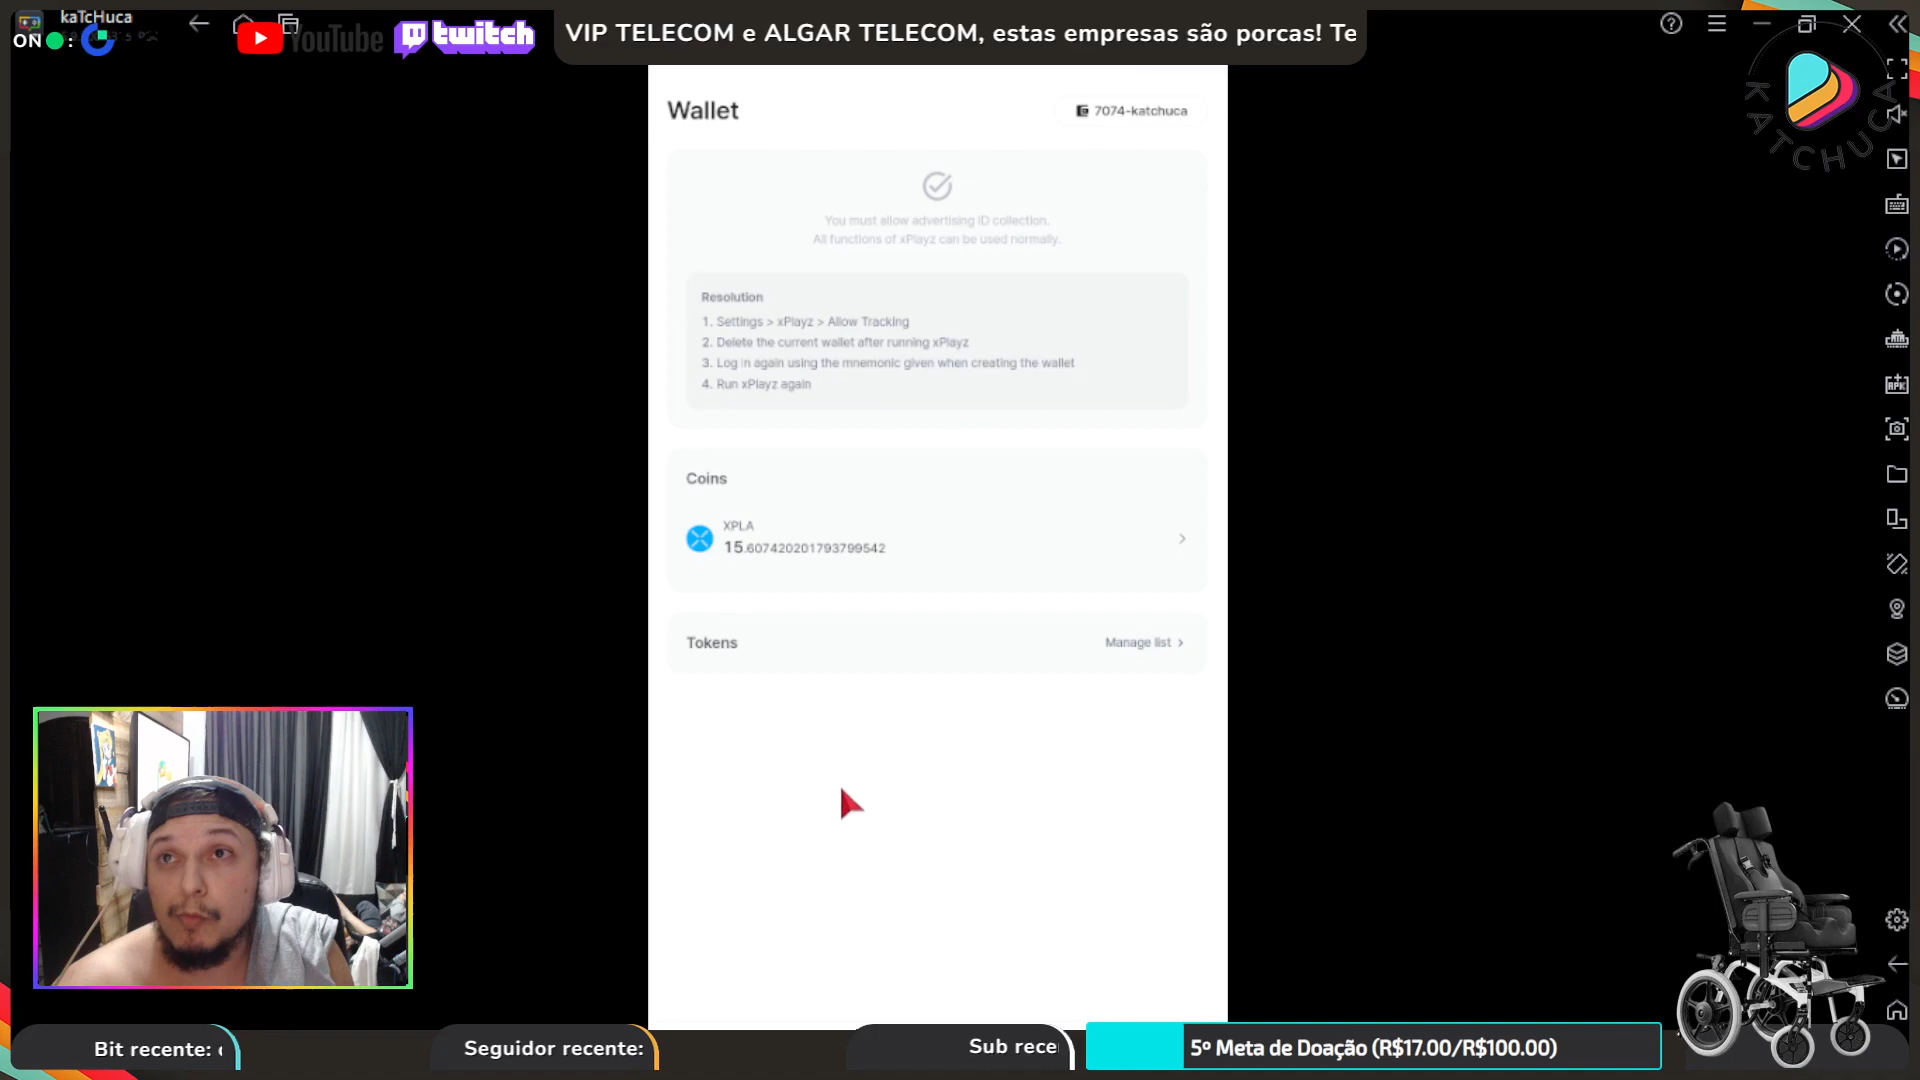 kaTcHuca
ON :
YouTube
twitch
VIP TELECOM e ALGAR TELECOM, estas empresas são porcas! Te
KATCHUCA
Wallet
7074-katchuca
You must allow advertising ID collection.
All functions of xPlayz can be used normally.
Resolution
1. Settings > xPlayz > Allow Tracking
2. Delete the current wallet after running xPlayz
3. Log in again using the mnemonic given when creating the wallet
4. Run xPlayz again
Coins
XPLA
15.607420201793799542
Tokens
Manage list >
Bit recente:
Seguidor recente:
Sub rece
5º Meta de Doação (R$17.00/R$100.00)